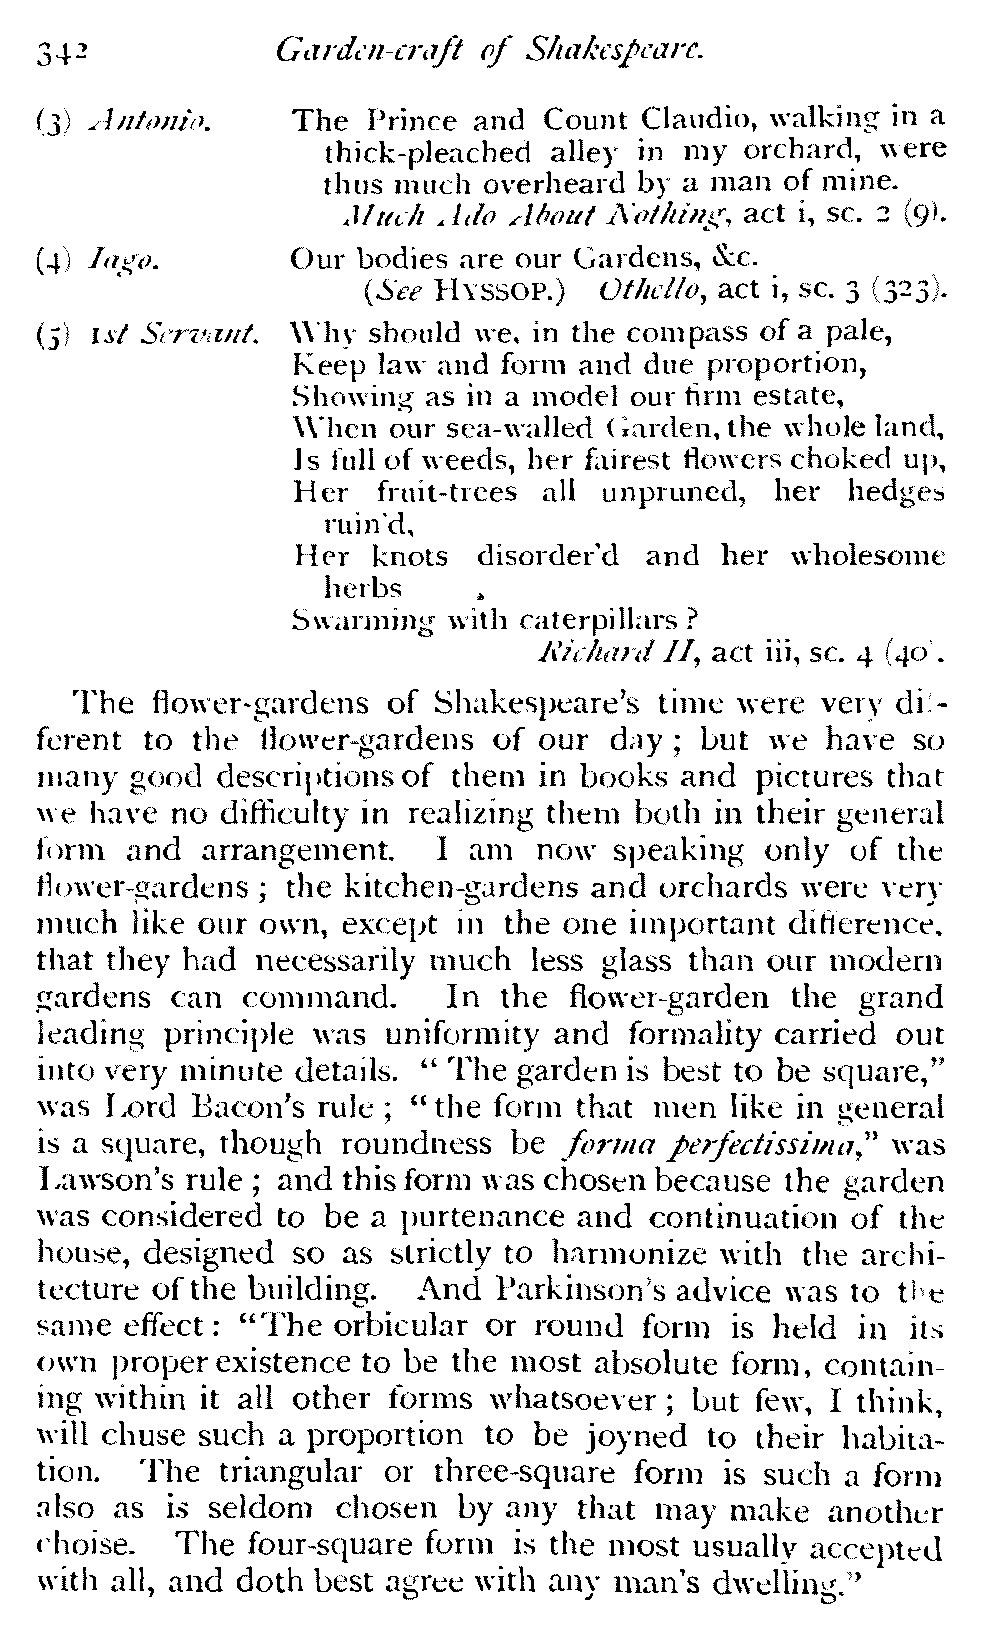 342 Garden-craft of Shakespeare.
(3) Antonio. The Prince and Count Claudio, walking in a
thick-pleached alley in my orchard, were
thus much overheard by a man of mine.
Much Ado About Nothing, act i, sc. 2 (9).
(4) Iago. Our bodies are our Gardens, &c.
(See HYSSOP.) Othello, act i, sc. 3 (323).
(5) 1st Servant. Why should we, in the compass of a pale,
Keep law and form and due proportion,
Showing as in a model our firm estate,
When our sea-walled Garden, the whole land,
Is full of weeds, her fairest flowers choked up,
Her fruit-trees all unpruned, her hedges
ruin'd,
Her knots disorder'd and her wholesome
herbs
Swarming with caterpillars?
Richard II, act iii, sc. 4 (40).
The flower-gardens of Shakespeare's time were very dif-
ferent to the flower-gardens of our day; but we have so
many good descriptions of them in books and pictures that
we have no difficulty in realizing them both in their general
form and arrangement. I am now speaking only of the
flower-gardens; the kitchen-gardens and orchards were very
much like our own, except in the one important difference,
that they had necessarily much less glass than our modern
gardens can command. In the flower-garden the grand
leading principle was uniformity and formality carried out
into very minute details. "The garden is best to be square,"
was Lord Bacon's rule; "the form that men like in general
is a square, though roundness be forma perfectissima," was
Lawson's rule; and this form was chosen because the garden
was considered to be a purtenance and continuation of the
house, designed so as strictly to harmonize with the archi-
tecture of the building. And Parkinson's advice was to the
same effect: "The orbicular or round form is held in its
own proper existence to be the most absolute form, contain-
ing within it all other forms whatsoever; but few, I think,
will chuse such a proportion to be joyned to their habita-
tion. The triangular or three-square form is such a form
also as is seldom chosen by any that may make another
choise. The four-square form is the most usually accepted
with all, and doth best agree with any man's dwelling."